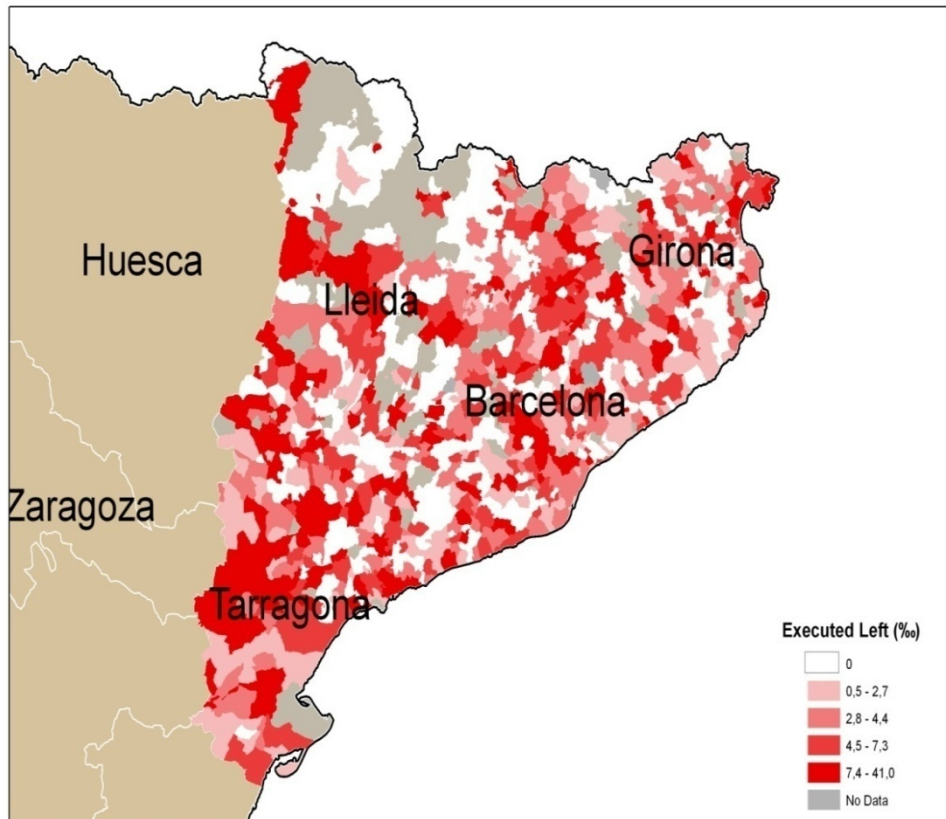 Huesca
Girona
Lleida
Barcelona
Zaragoza
Tarragona
Executed Left (‰)
0
0,5 - 2,7
2,8 - 4,4
4,5 - 7,3
7,4 - 41,0
No Data